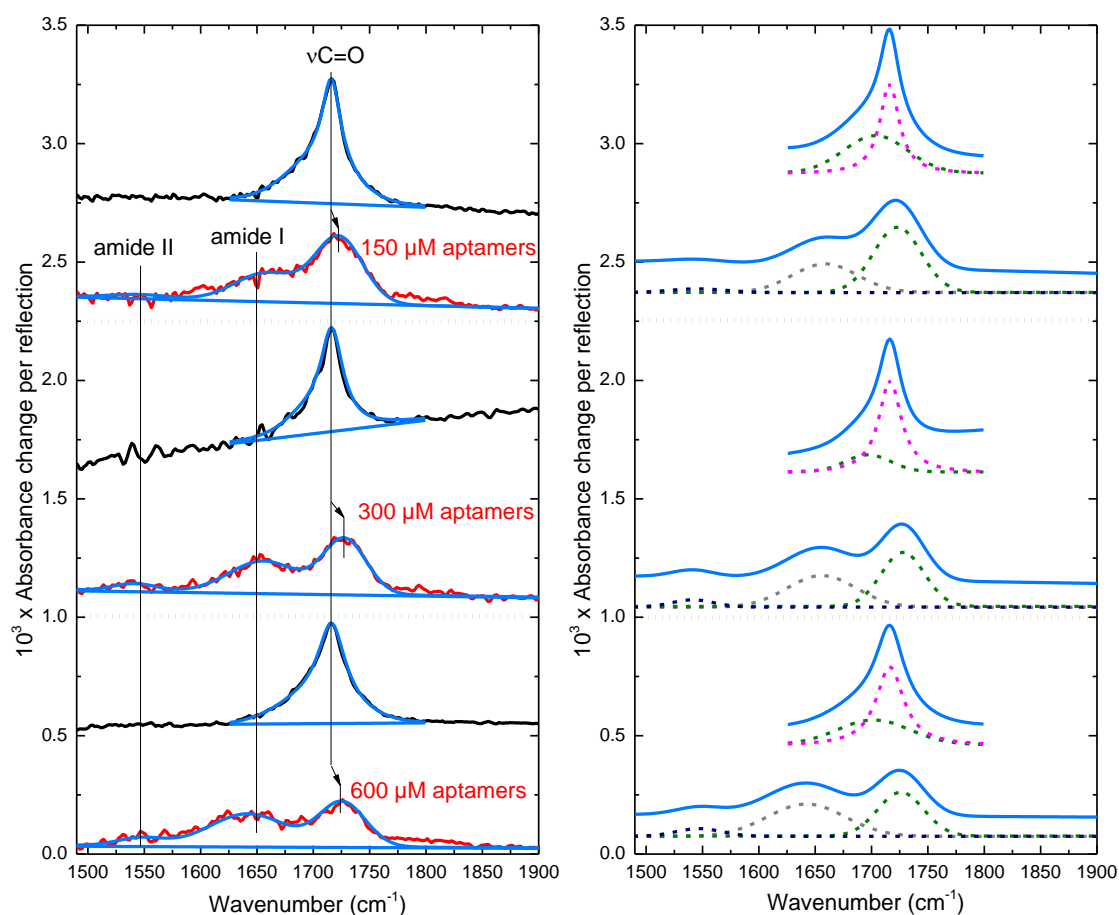 3.5
3.0
2.5
2.0
1.5
1.0
0.5
0.0
10³ x Absorbance change per reflection
νC=O
amide II
amide I
150 µM aptamers
300 µM aptamers
600 µM aptamers
1500 1550 1600 1650 1700 1750 1800 1850 1900
Wavenumber (cm⁻¹)
3.5
3.0
2.5
2.0
1.5
1.0
0.5
0.0
10³ x Absorbance change per reflection
1500 1550 1600 1650 1700 1750 1800 1850 1900
Wavenumber (cm⁻¹)